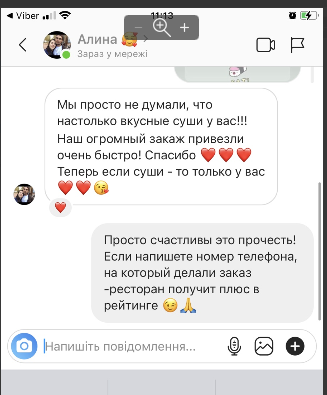 Viber
11:13
Алина 🥰
Зараз у мережі
Мы просто не думали, что
настолько вкусные суши у вас!!!
Наш огромный закаж привезли
очень быстро! Спасибо ❤️❤️❤️
Теперь если суши - то только у вас
❤️❤️😘
❤️
Просто счастливы это прочесть!
Если напишете номер телефона,
на который делали заказ
-ресторан получит плюс в
рейтинге 😉🙏
Напишіть повідомлення...